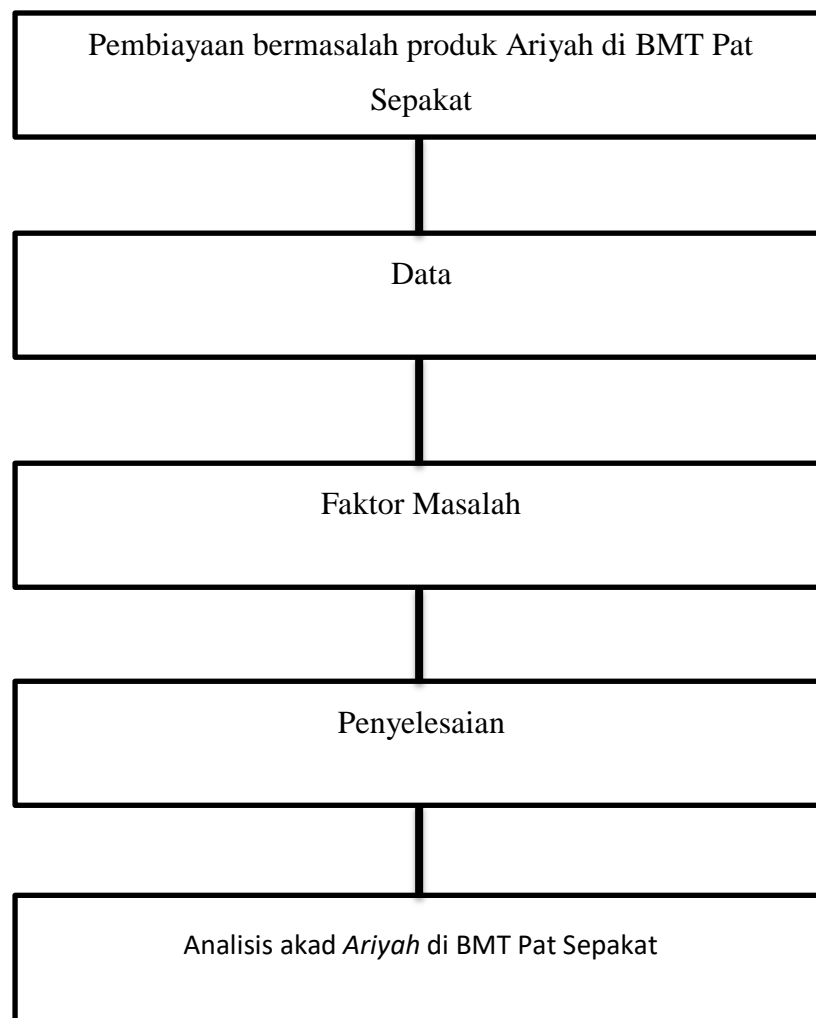 Pembiayaan bermasalah produk Ariyah di BMT Pat
Sepakat
Data
Faktor Masalah
Penyelesaian
Analisis akad Ariyah di BMT Pat Sepakat